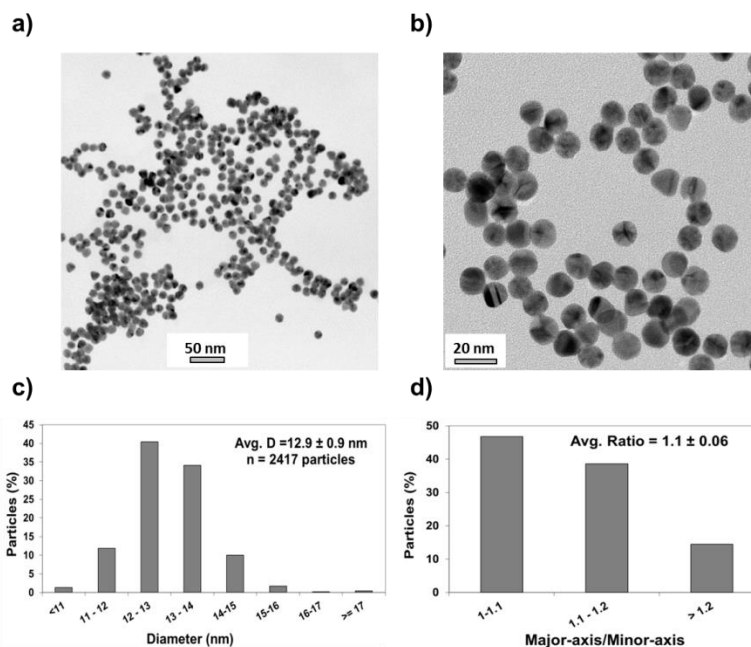 a)
b)
50 nm
20 nm
c)
d)
Avg. D =12.9 ± 0.9 nm
n = 2417 particles
45
40
35
30
25
20
15
10
5
0
Particles (%)
<11
11 - 12
12 - 13
13 - 14
14-15
15-16
16-17
>= 17
Diameter (nm)
Avg. Ratio = 1.1 ± 0.06
50
40
30
20
10
0
Particles (%)
1-1.1
1.1 - 1.2
> 1.2
Major-axis/Minor-axis